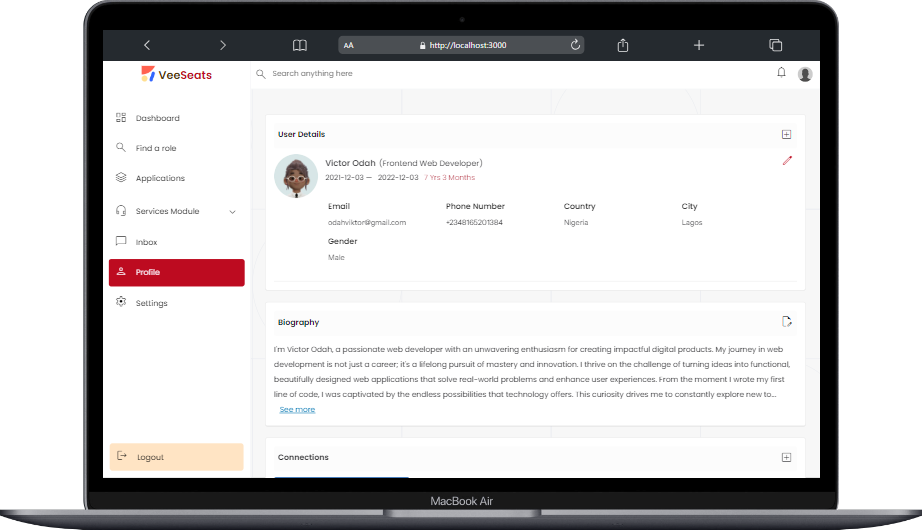 AA http://localhost:3000
VeeSeats
Search anything here
Dashboard
Find a role
Applications
Services Module
Inbox
Profile
Settings
Logout
User Details
Victor Odah (Frontend Web Developer)
2021-12-03 — 2022-12-03 7 Yrs 3 Months
Email Phone Number Country City
odahviktor@gmail.com +2348165201384 Nigeria Lagos
Gender
Male
Biography
I'm Victor Odah, a passionate web developer with an unwavering enthusiasm for creating impactful digital products. My journey in web
development is not just a career; it's a lifelong pursuit of mastery and innovation. I thrive on the challenge of turning ideas into functional,
beautifully designed web applications that solve real-world problems and enhance user experiences. From the moment I wrote my first
line of code, I was captivated by the endless possibilities that technology offers. This curiosity drives me to constantly explore new to...
See more
Connections
MacBook Air